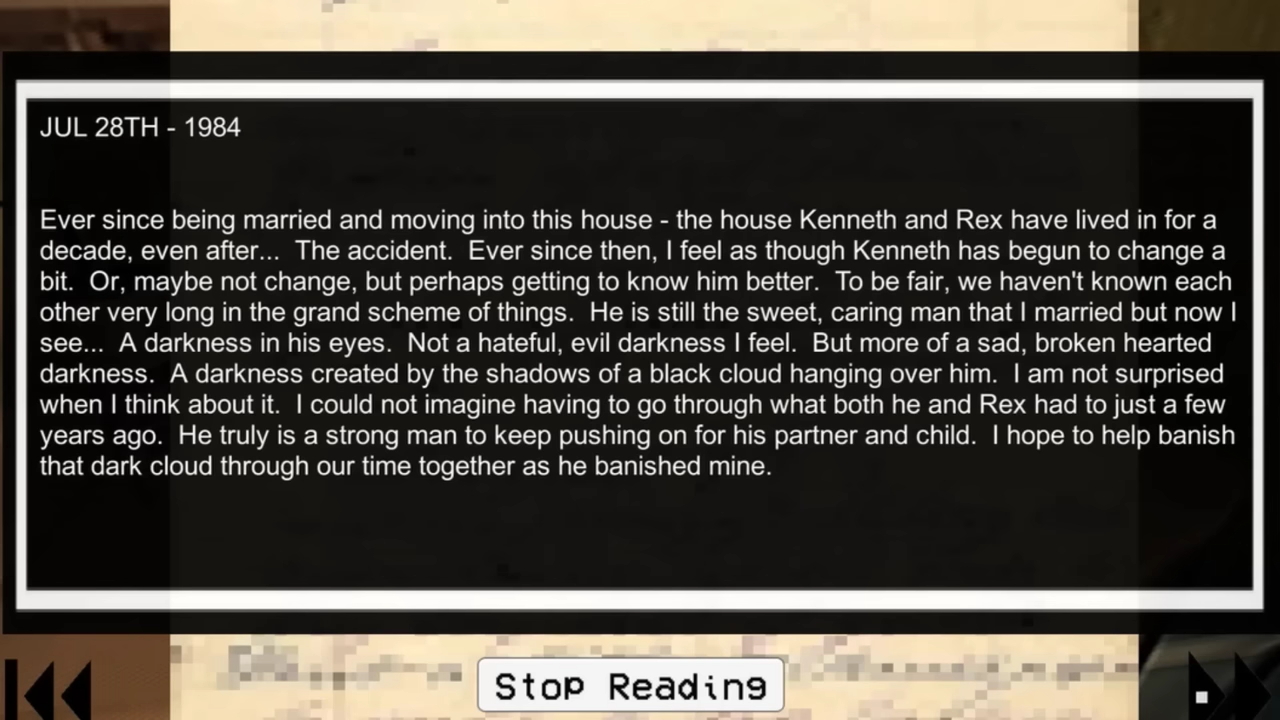 JUL 28TH - 1984
Ever since being married and moving into this house - the house Kenneth and Rex have lived in for a
decade, even after...  The accident.  Ever since then, I feel as though Kenneth has begun to change a
bit.  Or, maybe not change, but perhaps getting to know him better.  To be fair, we haven't known each
other very long in the grand scheme of things.  He is still the sweet, caring man that I married but now I
see...  A darkness in his eyes.  Not a hateful, evil darkness I feel.  But more of a sad, broken hearted
darkness.  A darkness created by the shadows of a black cloud hanging over him.  I am not surprised
when I think about it.  I could not imagine having to go through what both he and Rex had to just a few
years ago.  He truly is a strong man to keep pushing on for his partner and child.  I hope to help banish
that dark cloud through our time together as he banished mine.
Stop Reading